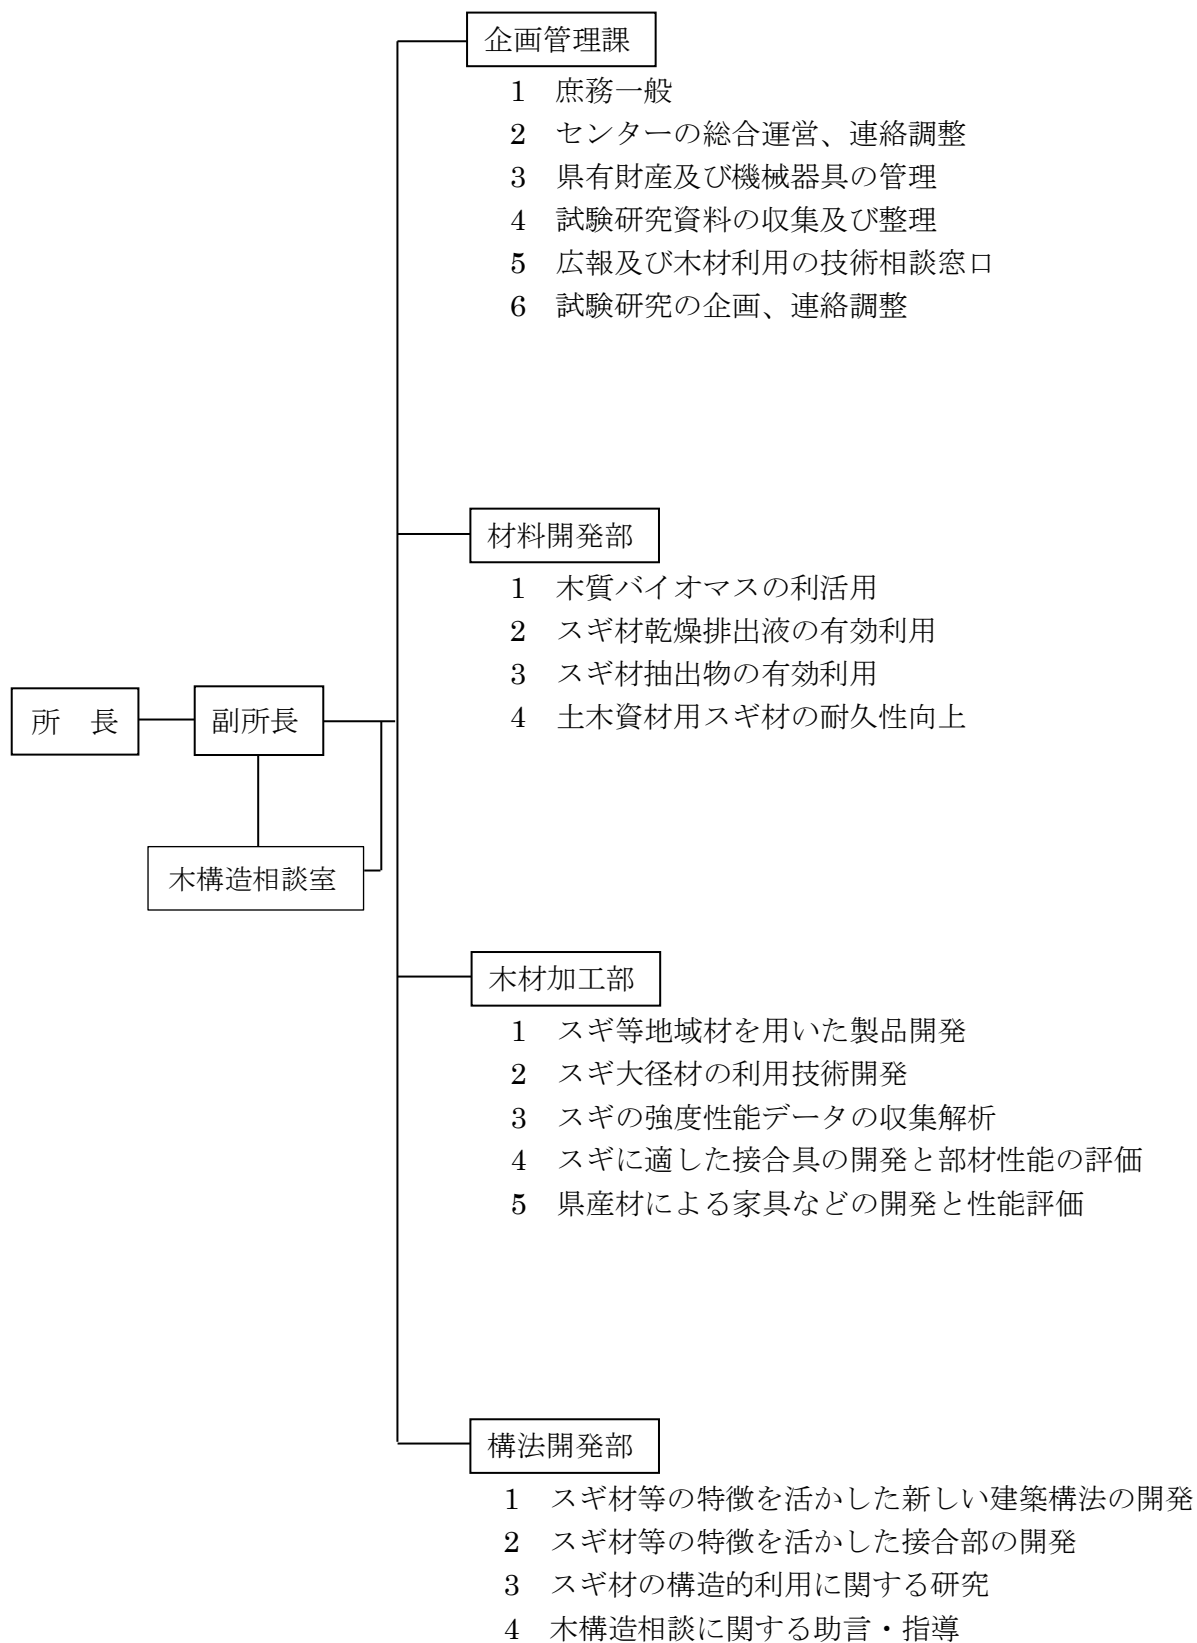 企画管理課
1 庶務一般
2 センターの総合運営、連絡調整
3 県有財産及び機械器具の管理
4 試験研究資料の収集及び整理
5 広報及び木材利用の技術相談窓口
6 試験研究の企画、連絡調整
材料開発部
1 木質バイオマスの利活用
2 スギ材乾燥排出液の有効利用
3 スギ材抽出物の有効利用
4 土木資材用スギ材の耐久性向上
所　長
副所長
木構造相談室
木材加工部
1 スギ等地域材を用いた製品開発
2 スギ大径材の利用技術開発
3 スギの強度性能データの収集解析
4 スギに適した接合具の開発と部材性能の評価
5 県産材による家具などの開発と性能評価
構法開発部
1 スギ材等の特徴を活かした新しい建築構法の開発
2 スギ材等の特徴を活かした接合部の開発
3 スギ材の構造的利用に関する研究
4 木構造相談に関する助言・指導